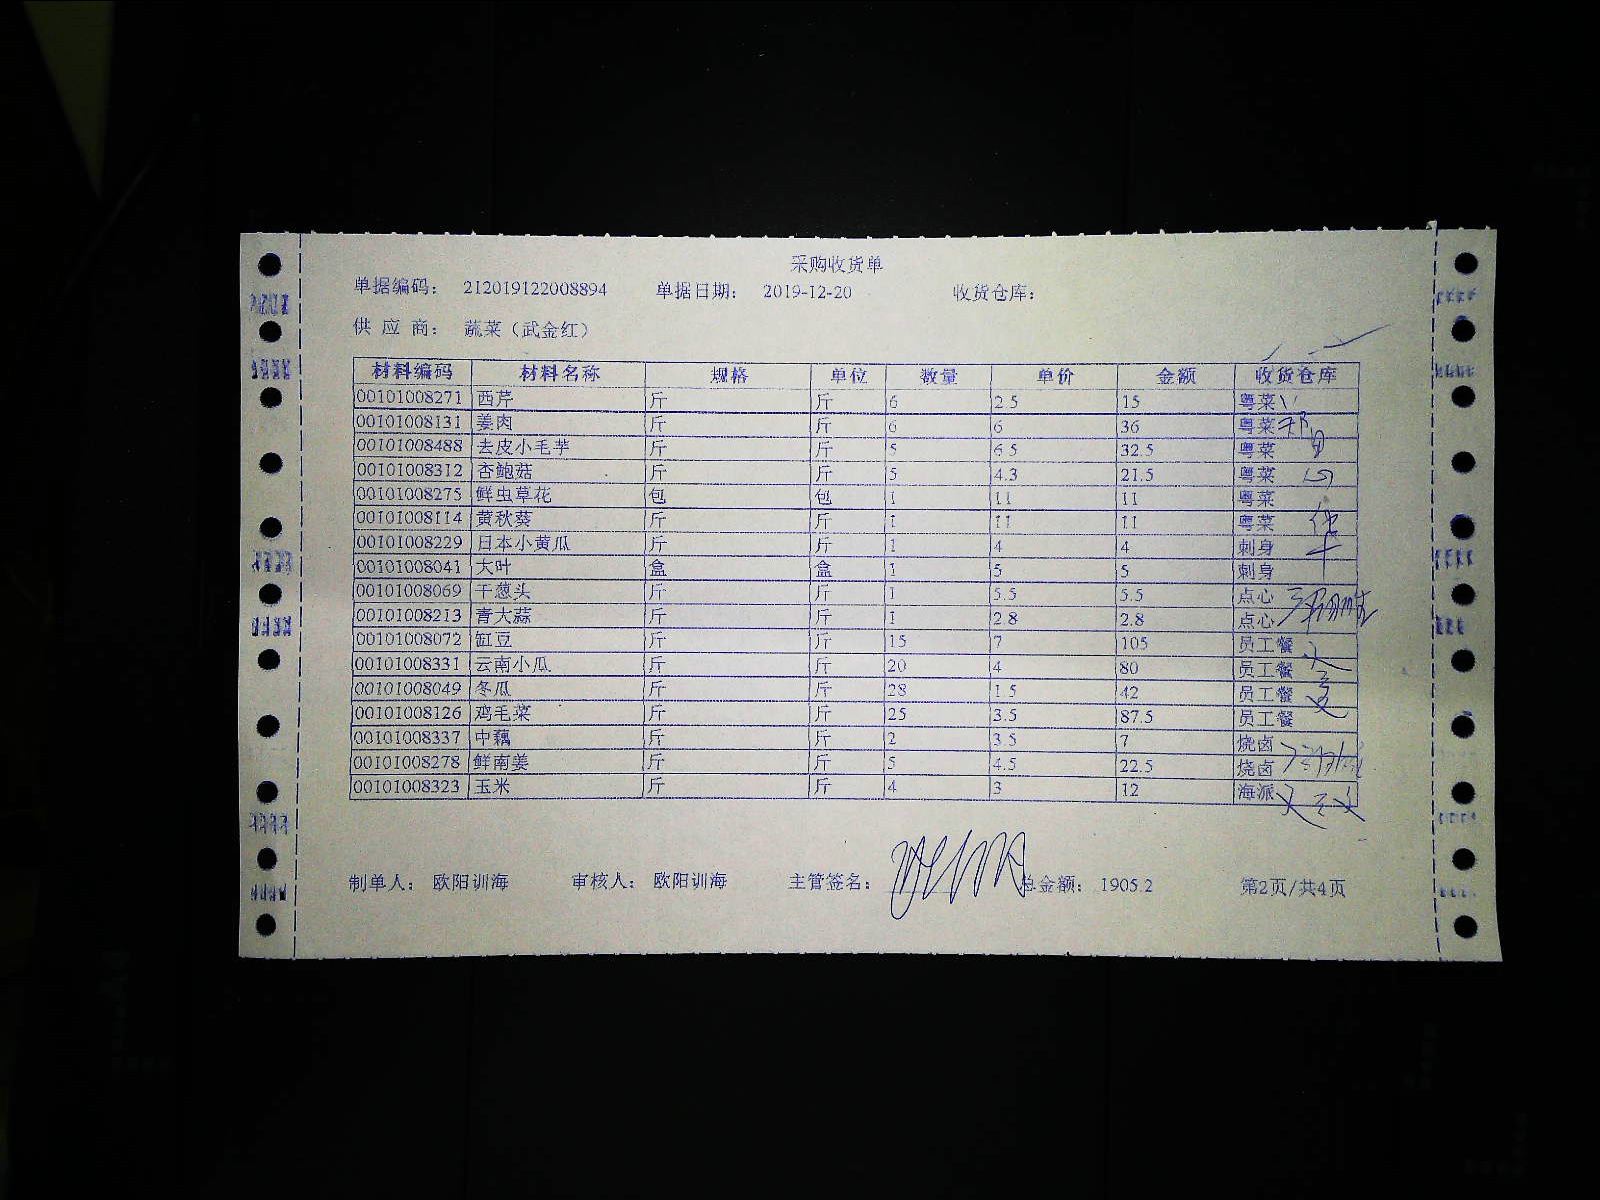 采购收货单
单据编码： 212019122008894 单据日期： 2019-12-20 收货仓库：
供 应 商： 蔬菜（武金红）
材料编码 材料名称 规格 单位 数量 单价 金额 收货仓库
00101008271 西芹 斤 斤 6 2.5 15 粤菜
00101008131 姜肉 斤 斤 6 6 36 粤菜
00101008488 去皮小毛芋 斤 斤 5 6.5 32.5 粤菜
00101008312 杏鲍菇 斤 斤 5 4.3 21.5 粤菜
00101008275 鲜虫草花 包 包 1 11 11 粤菜
00101008114 黄秋葵 斤 斤 1 11 11 粤菜
00101008229 日本小黄瓜 斤 斤 1 4 4 刺身
00101008041 大叶 盒 盒 1 5 5 刺身
00101008069 干葱头 斤 斤 1 5.5 5.5 点心
00101008213 青大蒜 斤 斤 1 2.8 2.8 点心
00101008072 缸豆 斤 斤 15 7 105 员工餐
00101008331 云南小瓜 斤 斤 20 4 80 员工餐
00101008049 冬瓜 斤 斤 28 1.5 42 员工餐
00101008126 鸡毛菜 斤 斤 25 3.5 87.5 员工餐
00101008337 中藕 斤 斤 2 3.5 7 烧卤
00101008278 鲜南姜 斤 斤 5 4.5 22.5 烧卤
00101008323 玉米 斤 斤 4 3 12 海派
制单人： 欧阳训海 审核人： 欧阳训海 主管签名： 总金额： 1905.2 第2页/共4页